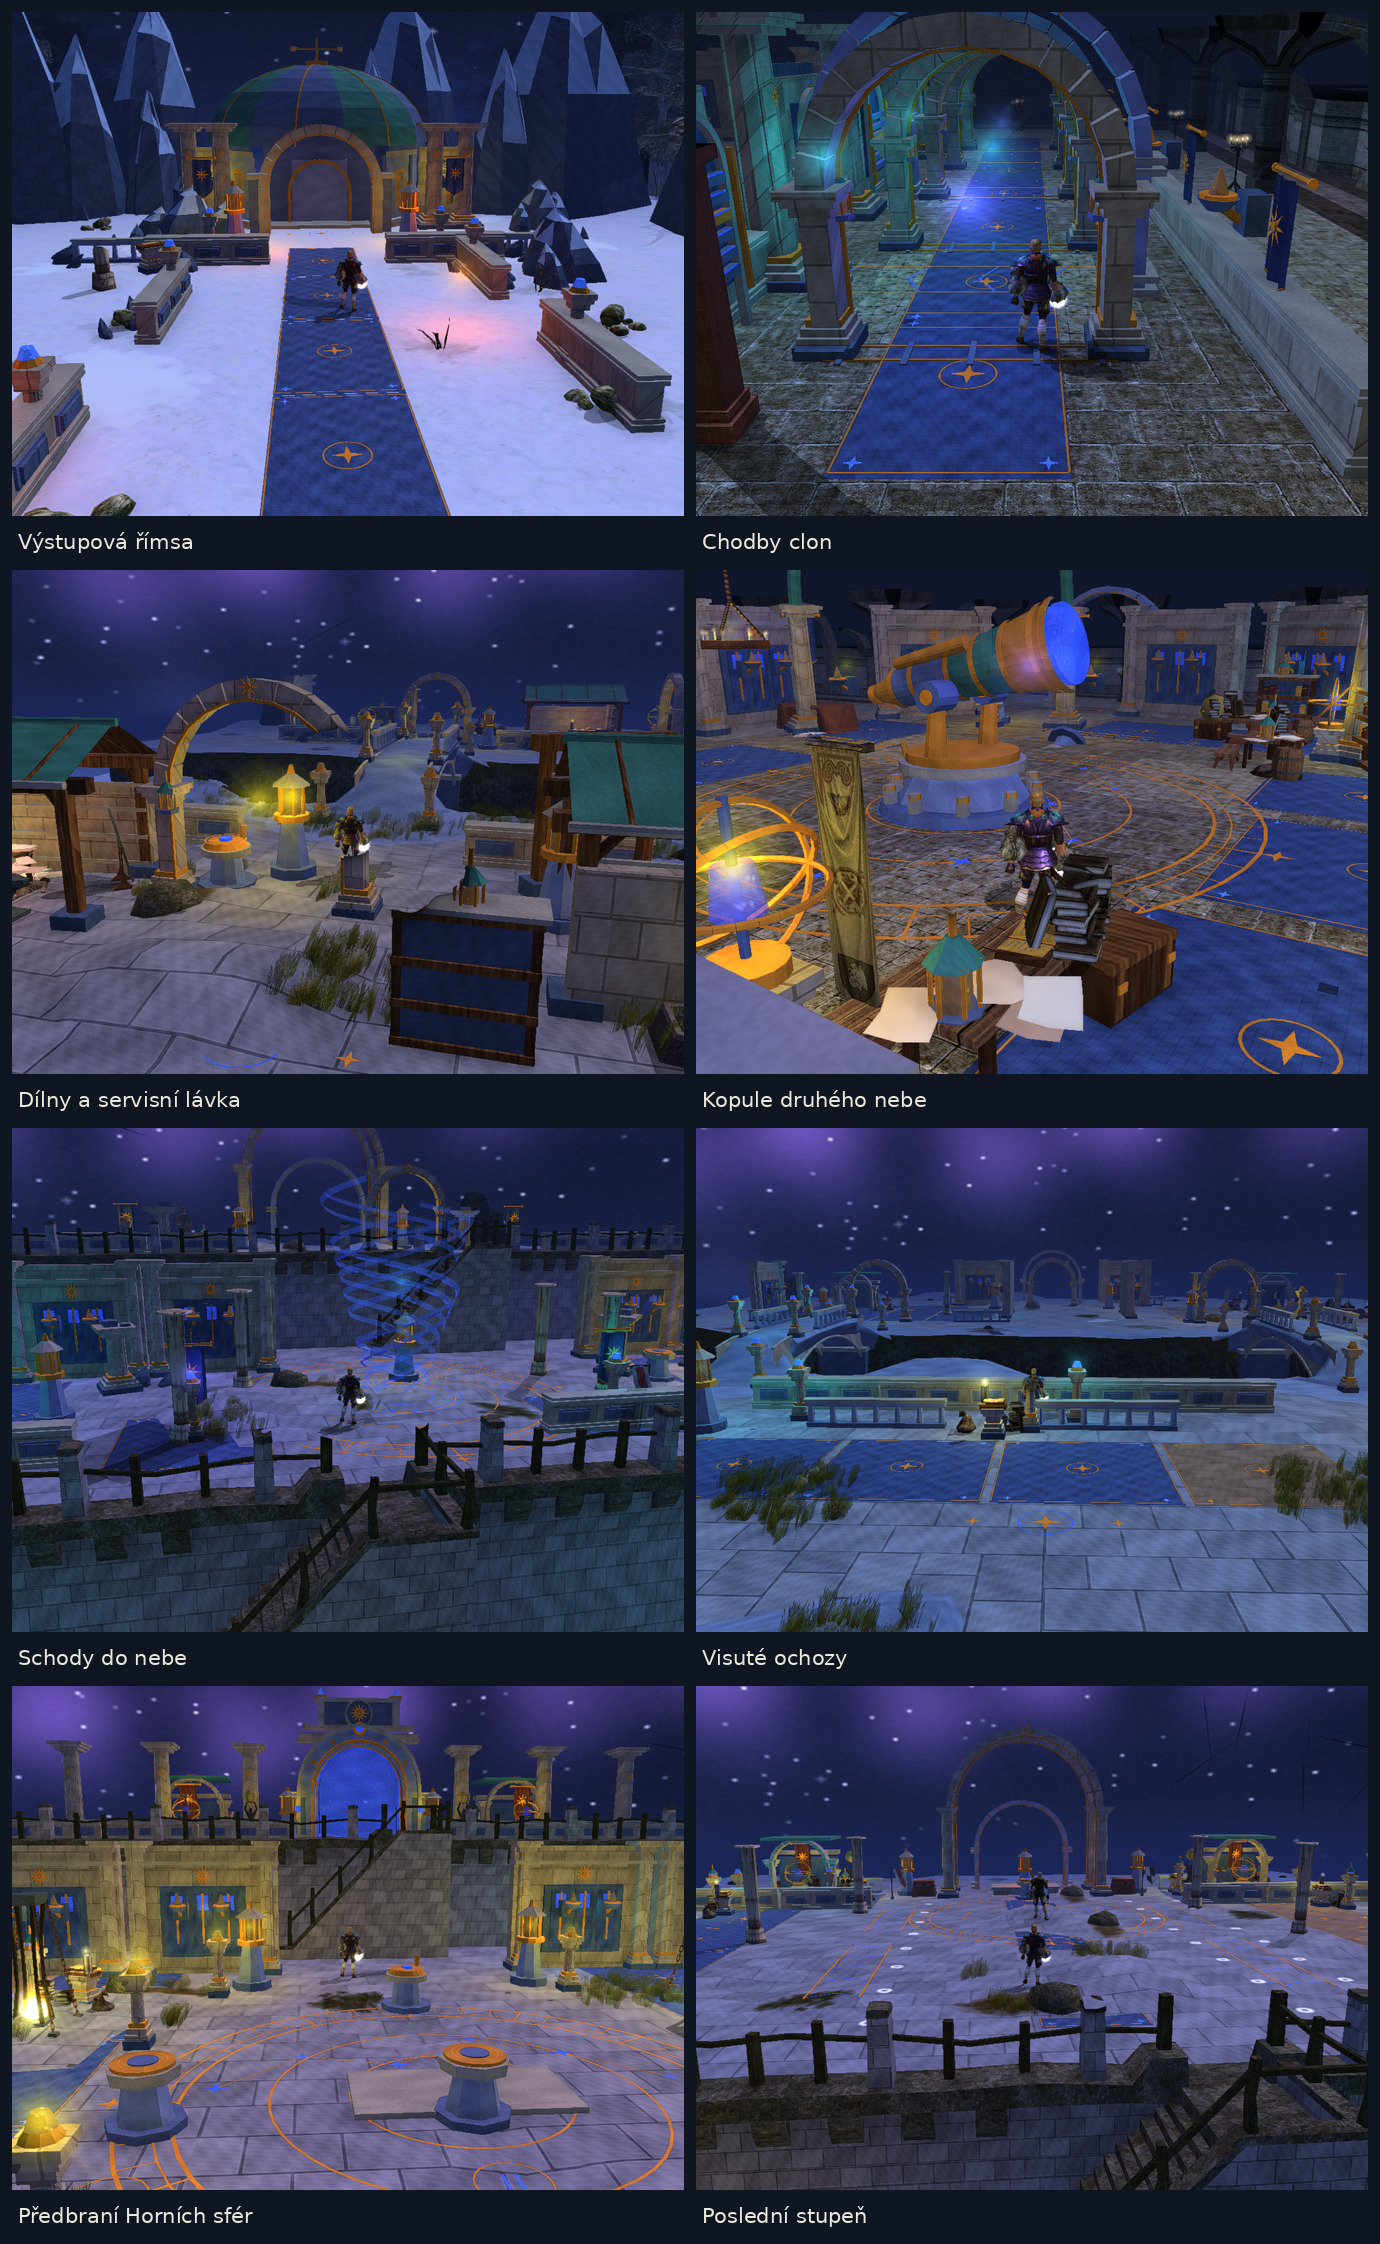 Výstupová římsa
Chodby clon
Dílny a servisní lávka
Kopule druhého nebe
Schody do nebe
Visuté ochozy
Předbraní Horních sfér
Poslední stupeň